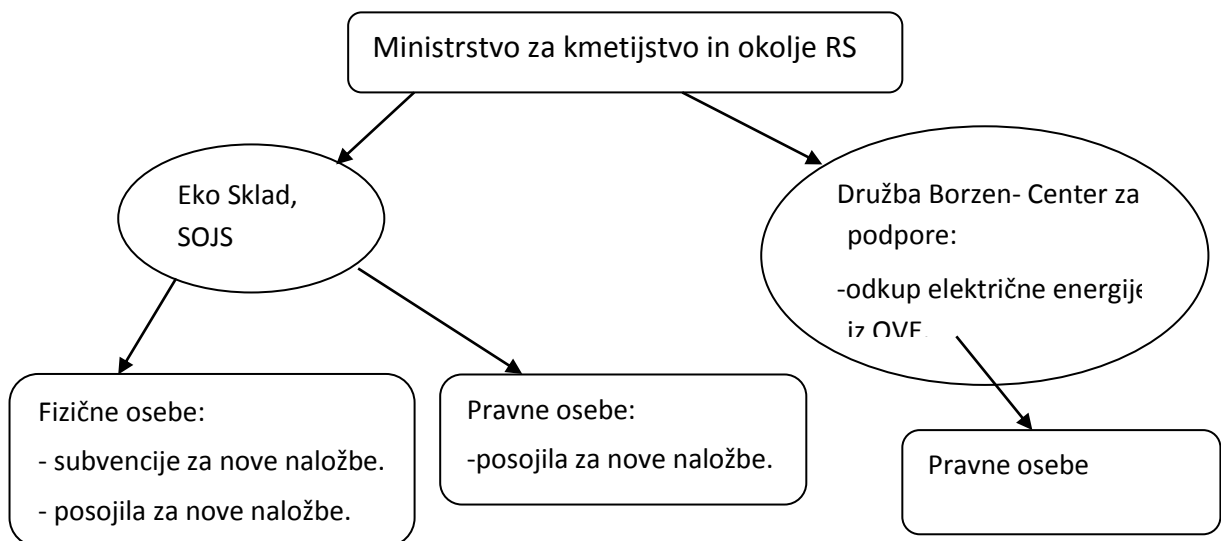 Ministrstvo za kmetijstvo in okolje RS
Eko Sklad,
SOJS
Družba Borzen- Center za
podpore:
-odkup električne energije
iz OVE.
Fizične osebe:
- subvencije za nove naložbe.
- posojila za nove naložbe.
Pravne osebe:
-posojila za nove naložbe.
Pravne osebe